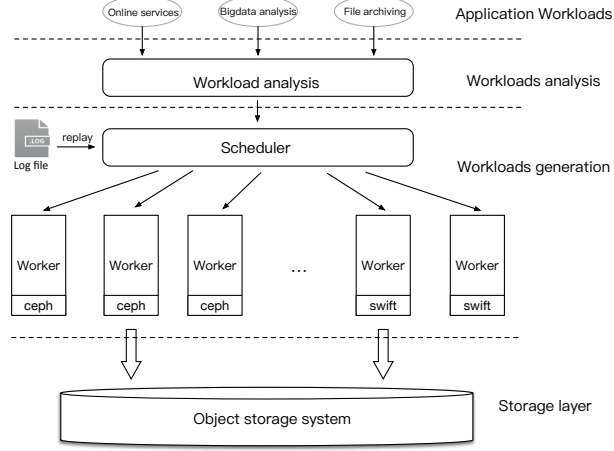 Online services
Bigdata analysis
File archiving
Application Workloads
Workload analysis
Workloads analysis
.LOG
Log file
replay
Scheduler
Workloads generation
Worker
Worker
Worker
...
Worker
Worker
ceph
ceph
ceph
swift
swift
Object storage system
Storage layer